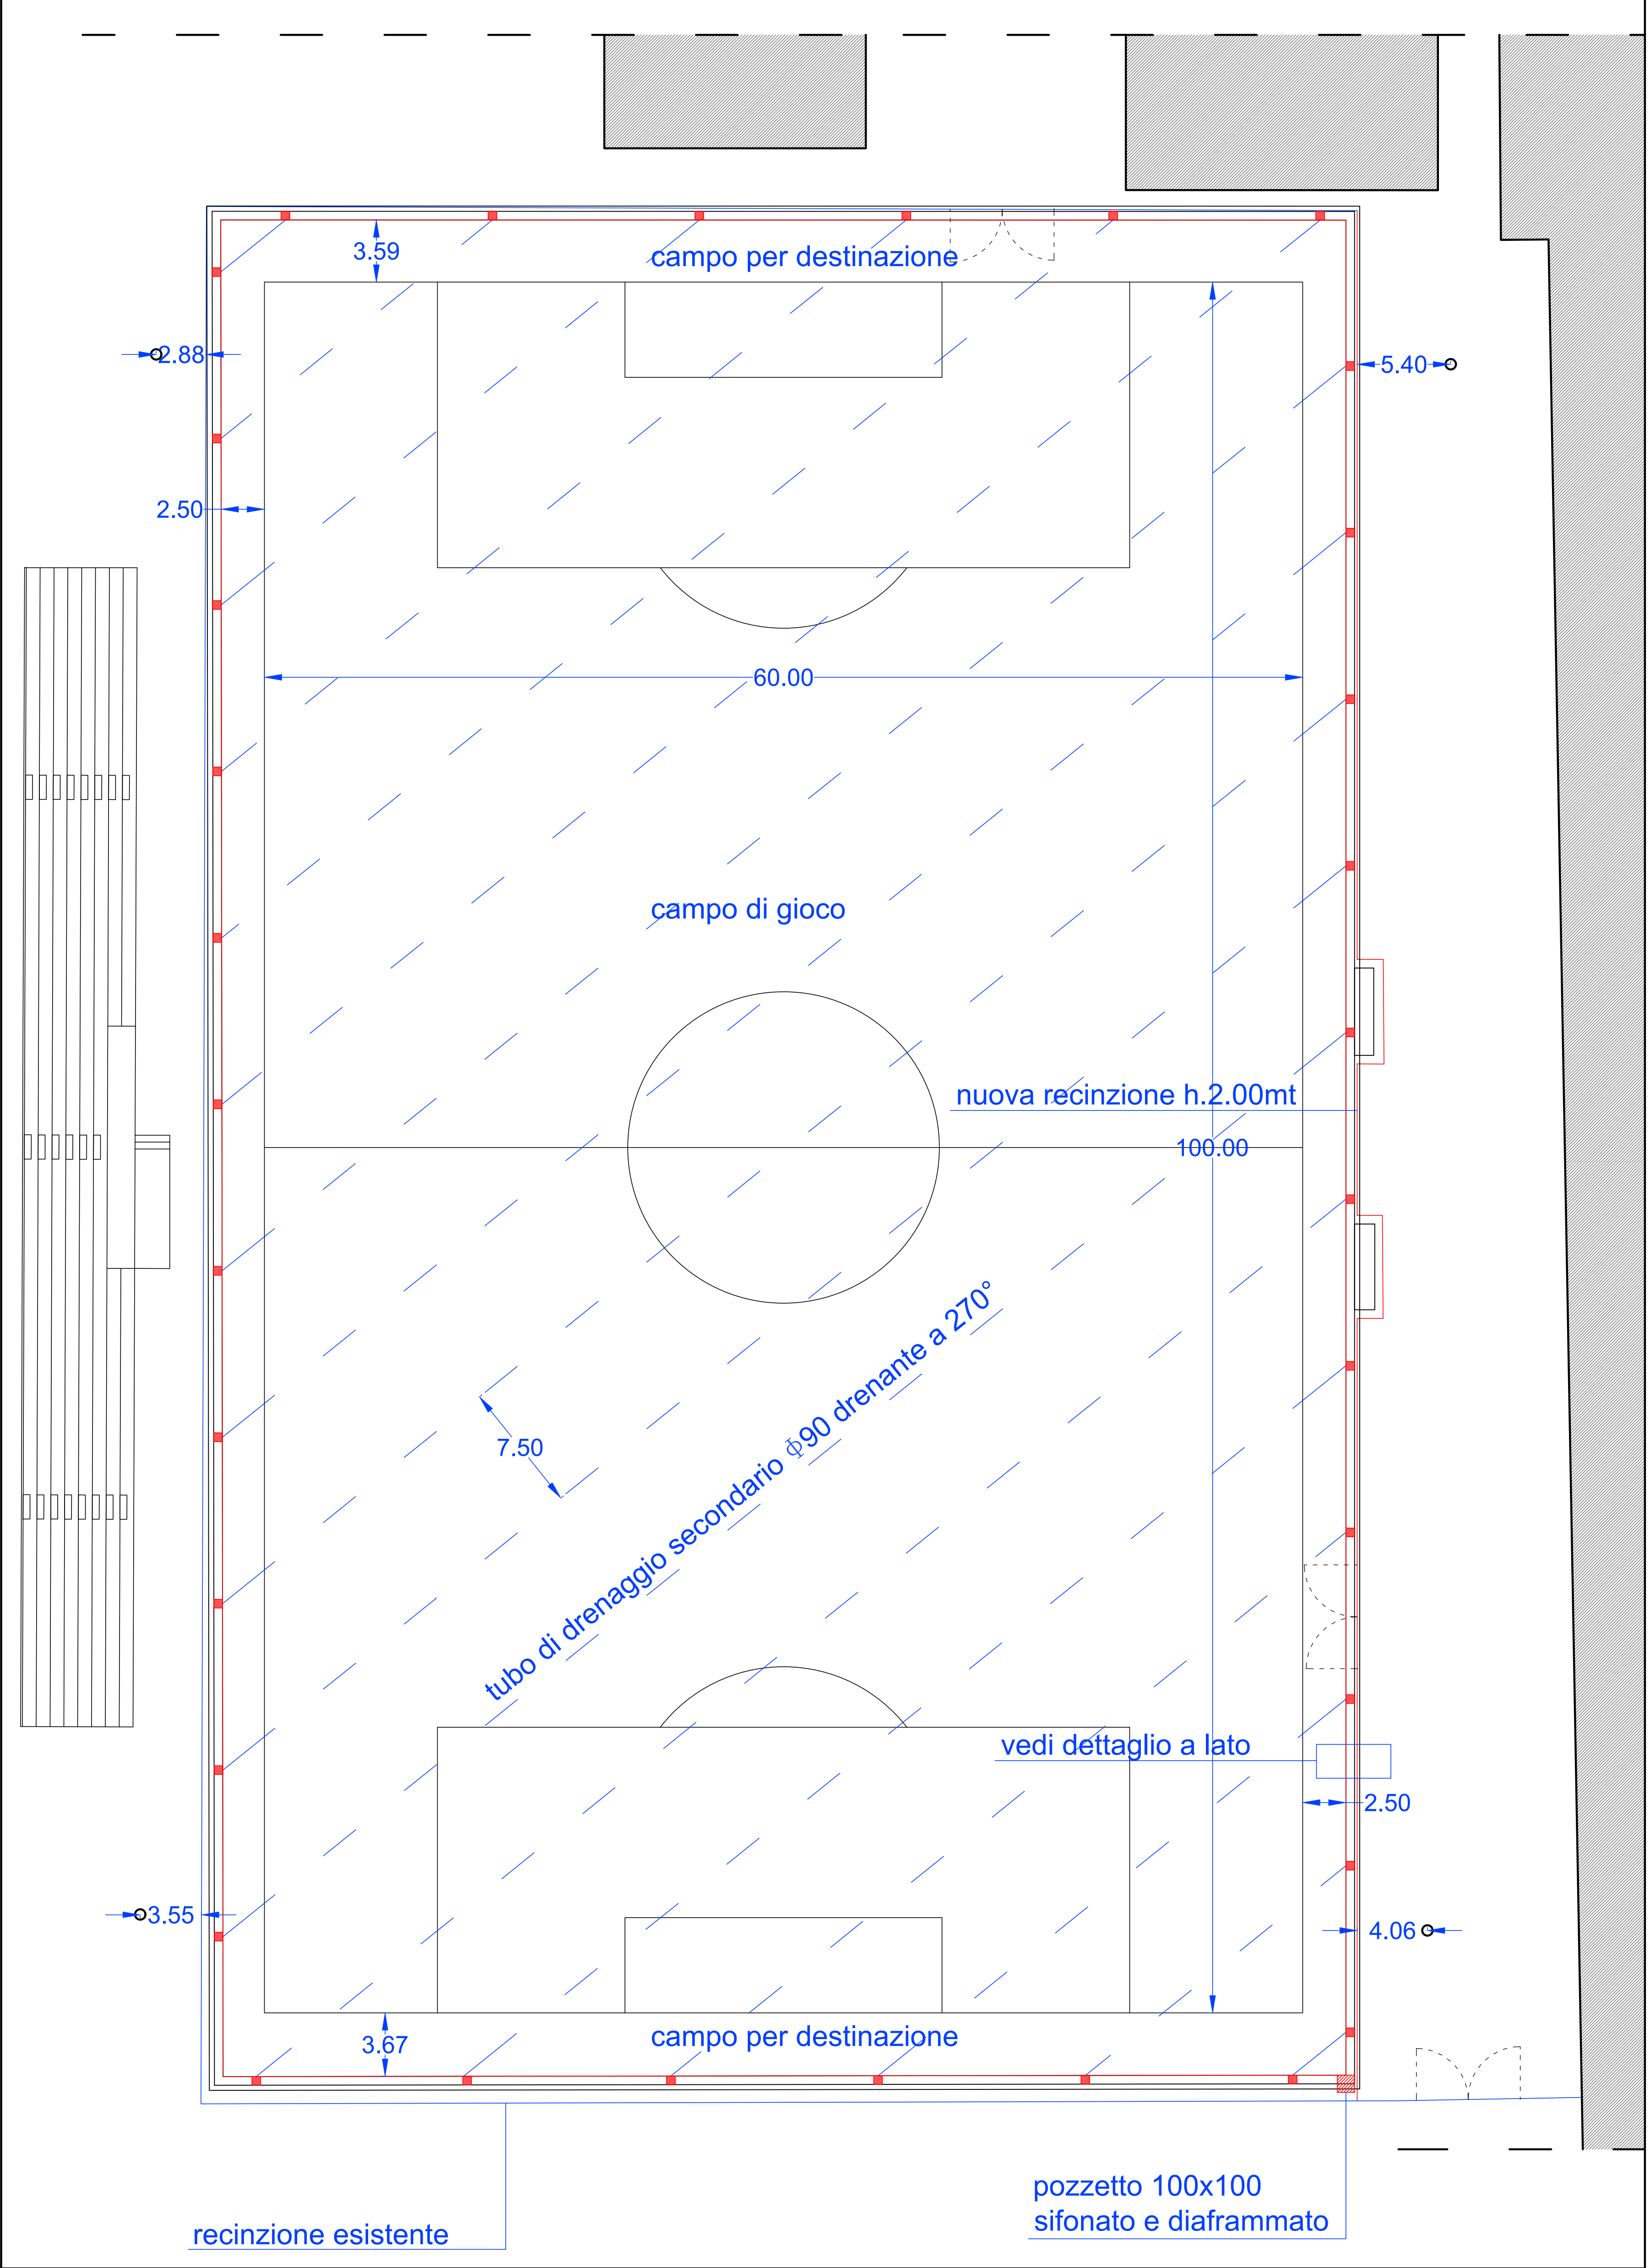 3.59
campo per destinazione
2.88
5.40
2.50
60.00
campo di gioco
nuova recinzione h.2.00mt
100.00
tubo di drenaggio secondario Φ90 drenante a 270°
7.50
vedi dettaglio a lato
2.50
3.55
4.06
3.67
campo per destinazione
pozzetto 100x100
sifonato e diaframmato
recinzione esistente